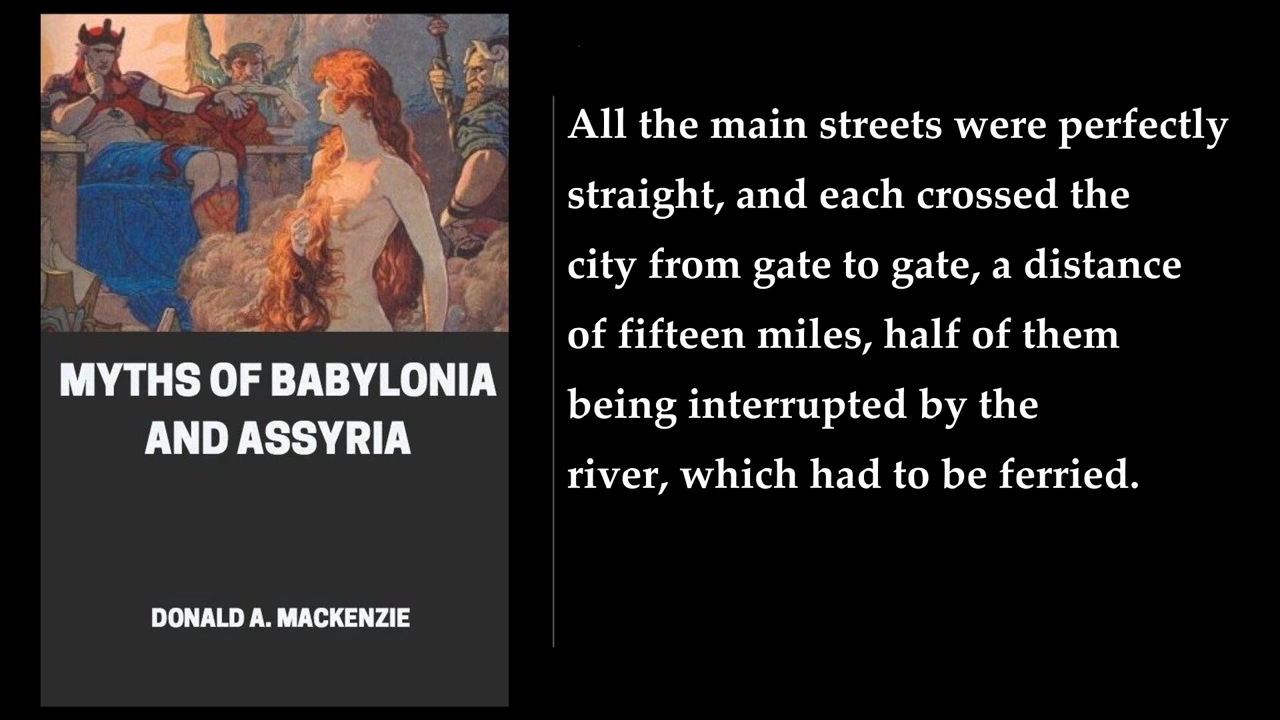 MYTHS OF BABYLONIA
AND ASSYRIA
DONALD A. MACKENZIE
All the main streets were perfectly
straight, and each crossed the
city from gate to gate, a distance
of fifteen miles, half of them
being interrupted by the
river, which had to be ferried.